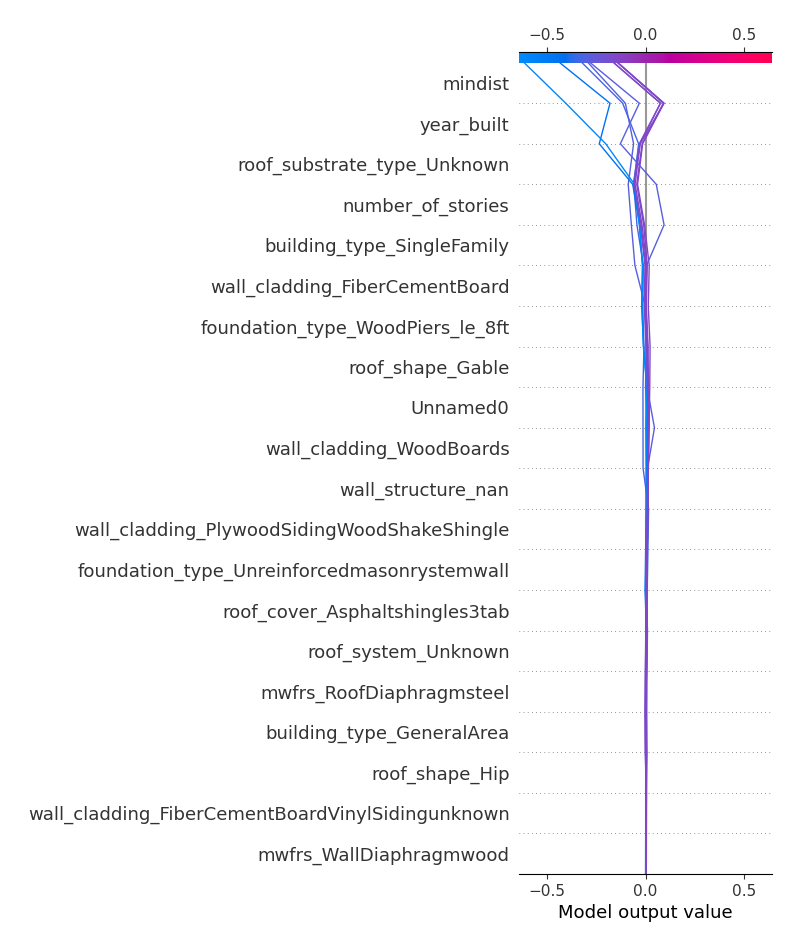 −0.5 0.0 0.5
mindist
year_built
roof_substrate_type_Unknown
number_of_stories
building_type_SingleFamily
wall_cladding_FiberCementBoard
foundation_type_WoodPiers_le_8ft
roof_shape_Gable
Unnamed0
wall_cladding_WoodBoards
wall_structure_nan
wall_cladding_PlywoodSidingWoodShakeShingle
foundation_type_Unreinforcedmasonrystemwall
roof_cover_Asphaltshingles3tab
roof_system_Unknown
mwfrs_RoofDiaphragmsteel
building_type_GeneralArea
roof_shape_Hip
wall_cladding_FiberCementBoardVinylSidingunknown
mwfrs_WallDiaphragmwood
−0.5 0.0 0.5
Model output value